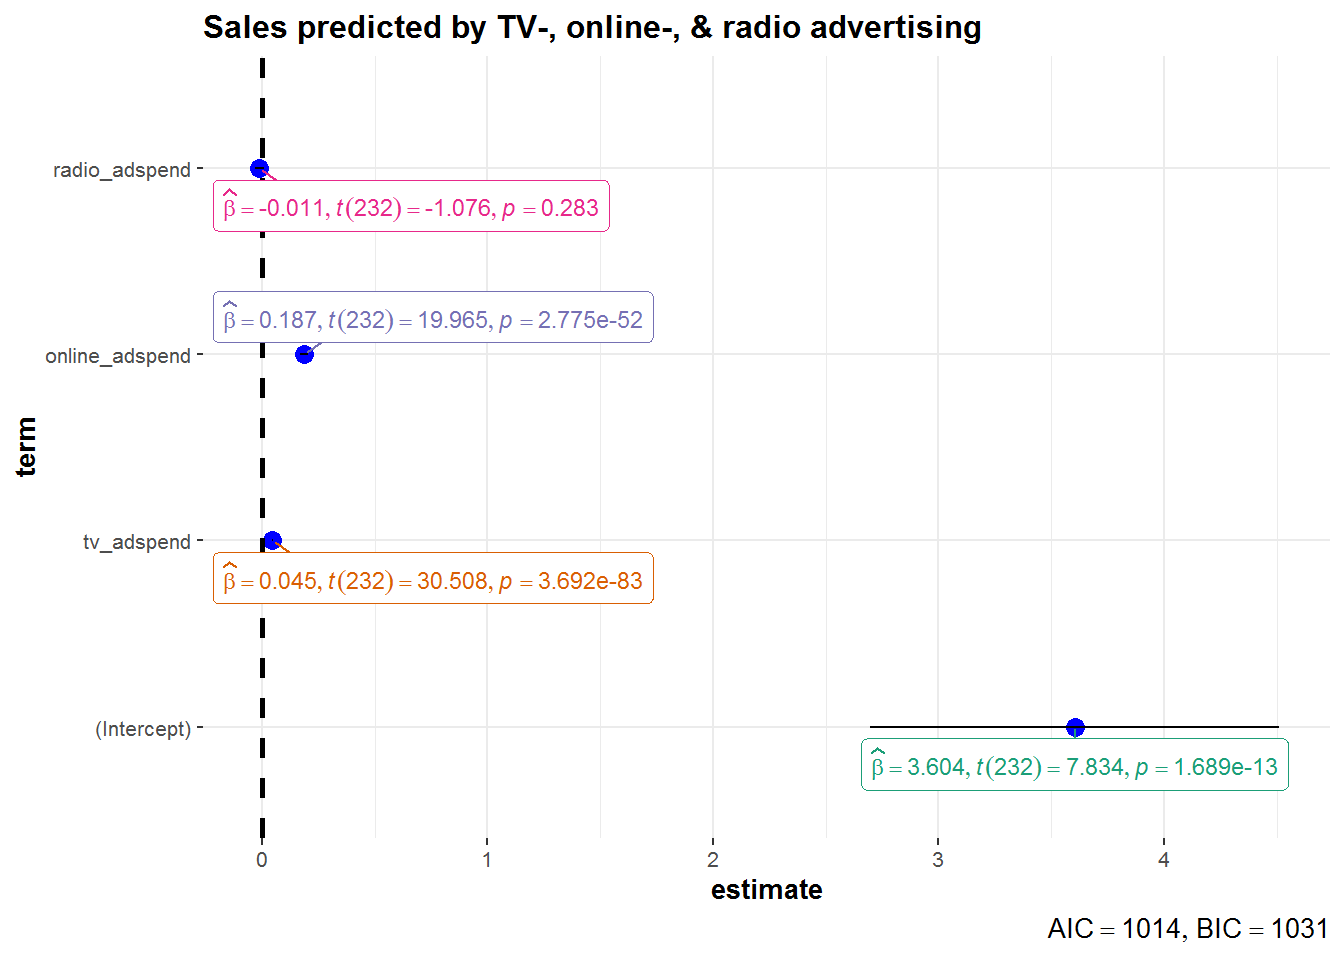 Sales predicted by TV-, online-, & radio advertising
radio_adspend
β̂ = -0.011, t(232) = -1.076, p = 0.283
β̂ = 0.187, t(232) = 19.965, p = 2.775e-52
online_adspend
term
tv_adspend
β̂ = 0.045, t(232) = 30.508, p = 3.692e-83
(Intercept)
β̂ = 3.604, t(232) = 7.834, p = 1.689e-13
0 1 2 3 4
estimate
AIC = 1014, BIC = 1031